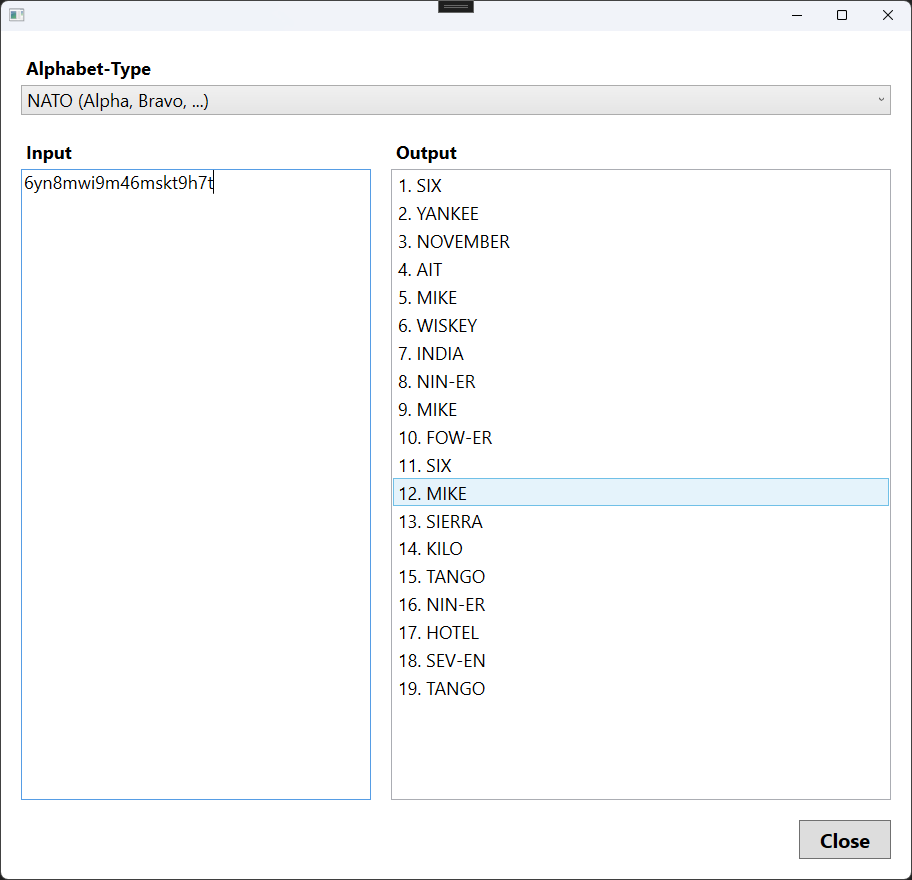 Alphabet-Type
NATO (Alpha, Bravo, ...)
Input
6yn8mwi9m46mskt9h7t
Output
1. SIX
2. YANKEE
3. NOVEMBER
4. AIT
5. MIKE
6. WISKEY
7. INDIA
8. NIN-ER
9. MIKE
10. FOW-ER
11. SIX
12. MIKE
13. SIERRA
14. KILO
15. TANGO
16. NIN-ER
17. HOTEL
18. SEV-EN
19. TANGO
Close